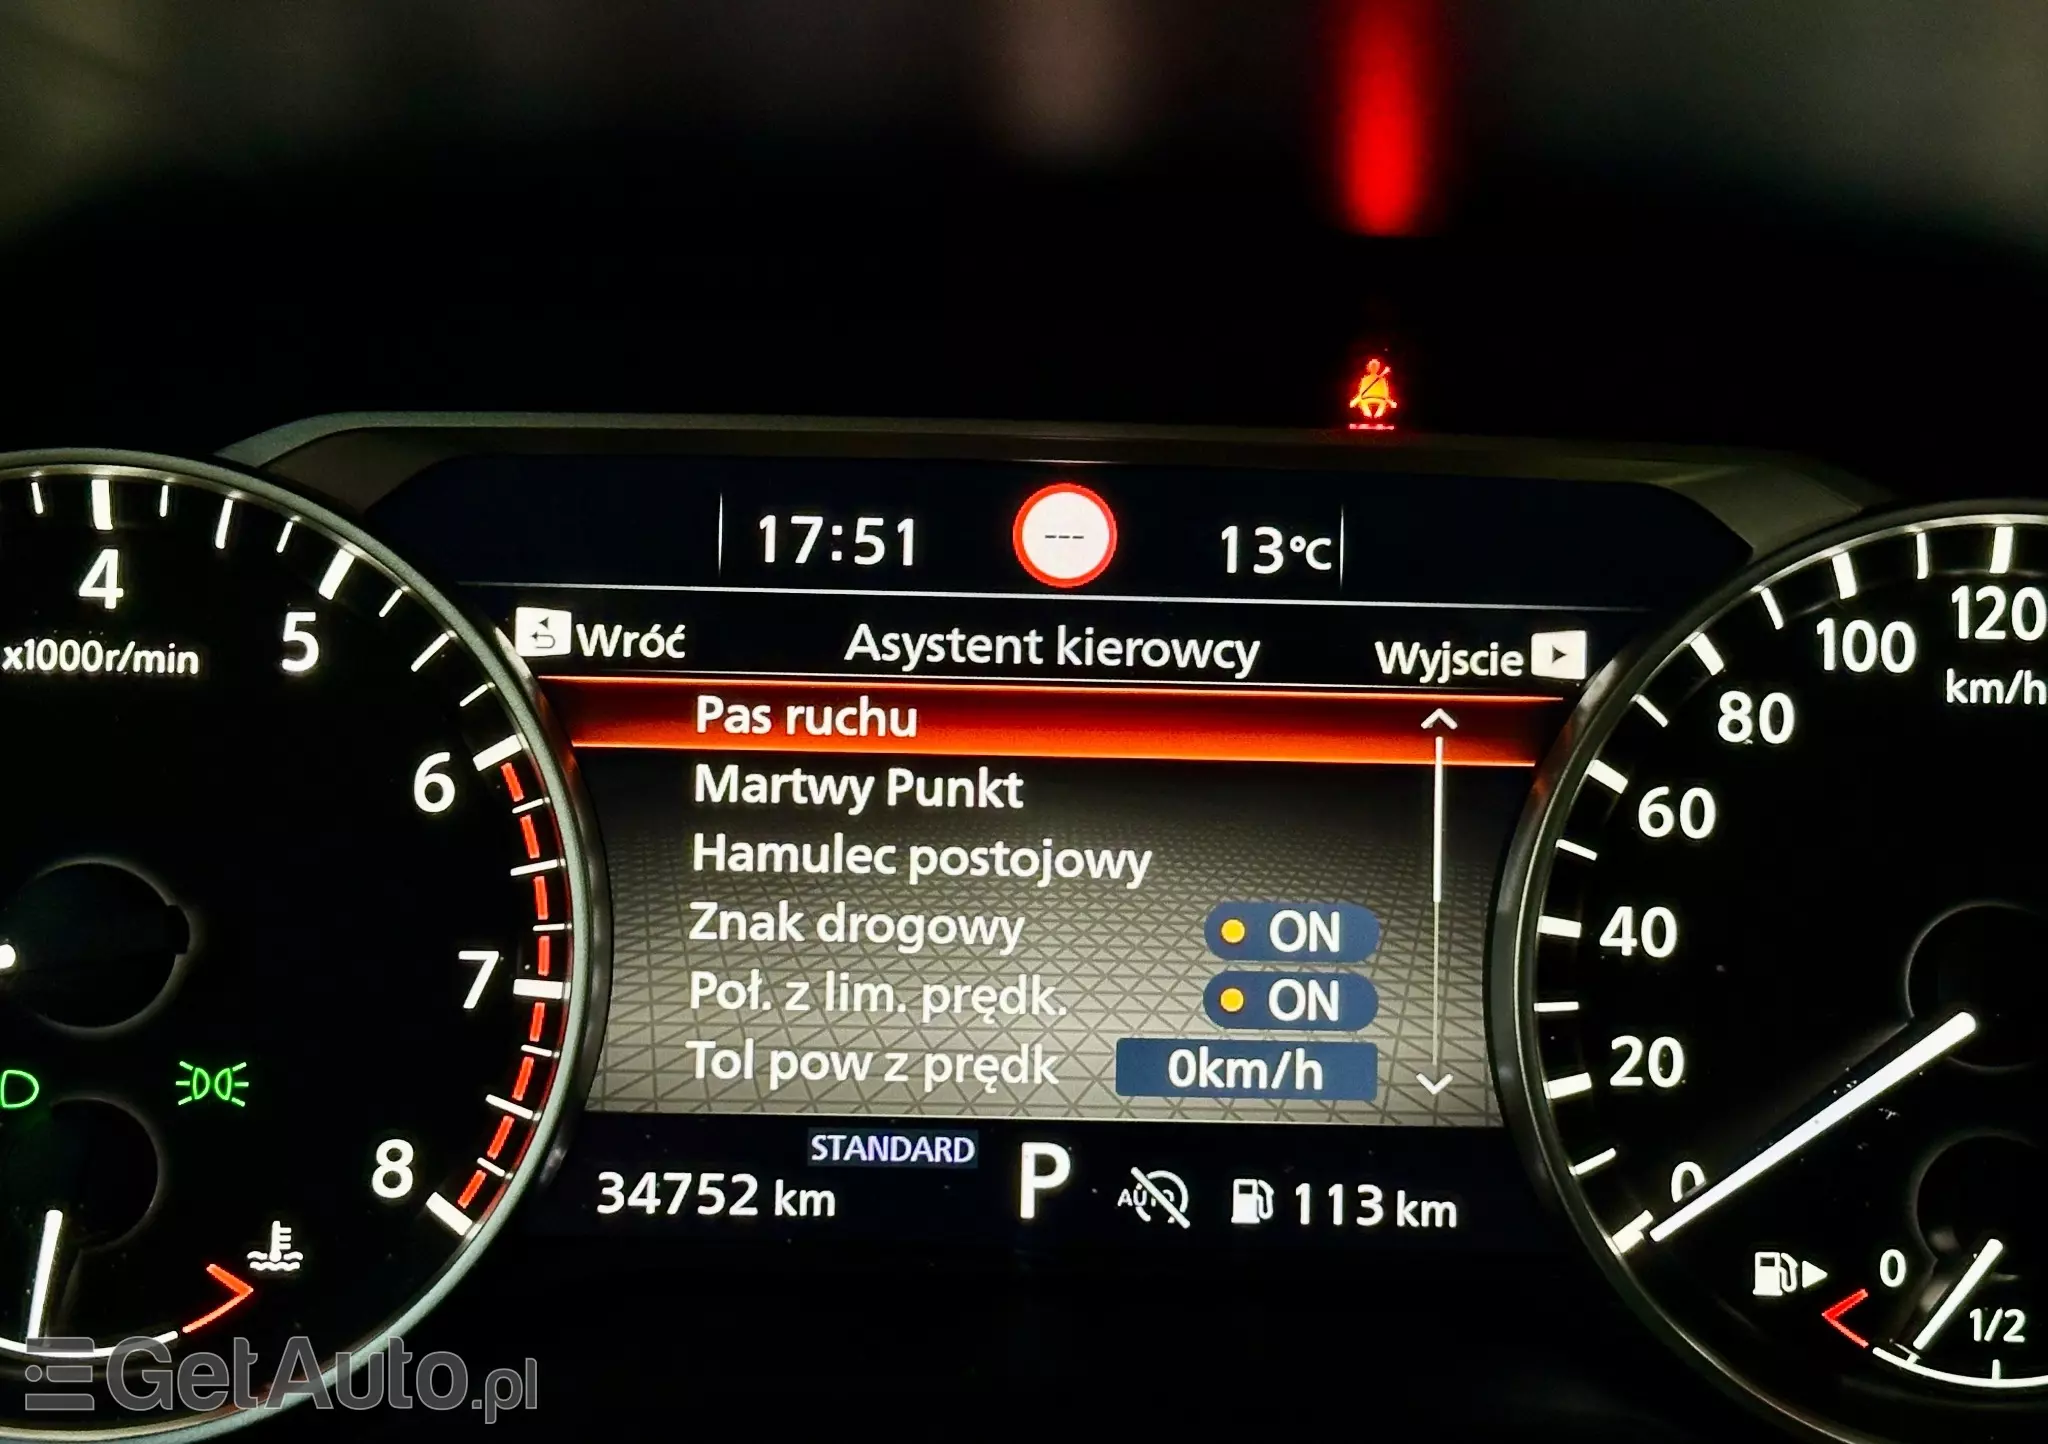 17:51
---
13°C
4
5
6
7
8
x1000r/min
Wróć
Asystent kierowcy
Wyjscie
Pas ruchu
Martwy Punkt
Hamulec postojowy
Znak drogowy ON
Poł. z lim. prędk. ON
Tol pow z prędk 0km/h
STANDARD
34752 km
P
AUTO
113 km
120
100
km/h
80
60
40
20
0
0
1/2
GetAuto.pl